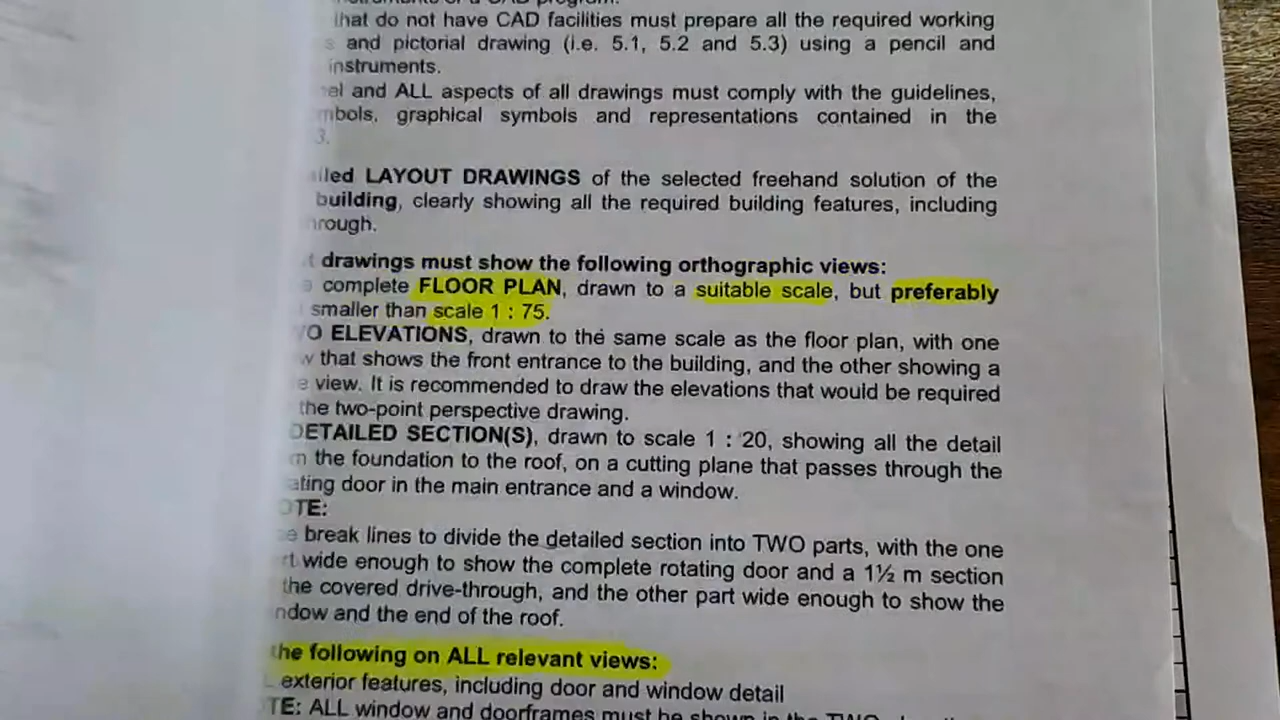 that do not have CAD facilities must prepare all the required working
and pictorial drawing (i.e. 5.1, 5.2 and 5.3) using a pencil and
instruments.
and ALL aspects of all drawings must comply with the guidelines,
graphical symbols and representations contained in the
3.
LAYOUT DRAWINGS of the selected freehand solution of the
building, clearly showing all the required building features, including
drawings must show the following orthographic views:
complete FLOOR PLAN, drawn to a suitable scale, but preferably
smaller than scale 1 : 75.
ELEVATIONS, drawn to the same scale as the floor plan, with one
that shows the front entrance to the building, and the other showing a
view. It is recommended to draw the elevations that would be required
the two-point perspective drawing.
DETAILED SECTION(S), drawn to scale 1 : 20, showing all the detail
the foundation to the roof, on a cutting plane that passes through the
door in the main entrance and a window.
OTE:
break lines to divide the detailed section into TWO parts, with the one
wide enough to show the complete rotating door and a 1½ m section
the covered drive-through, and the other part wide enough to show the
ndow and the end of the roof.
the following on ALL relevant views:
exterior features, including door and window detail
TE: ALL window and doorframes must be shown in the TWO